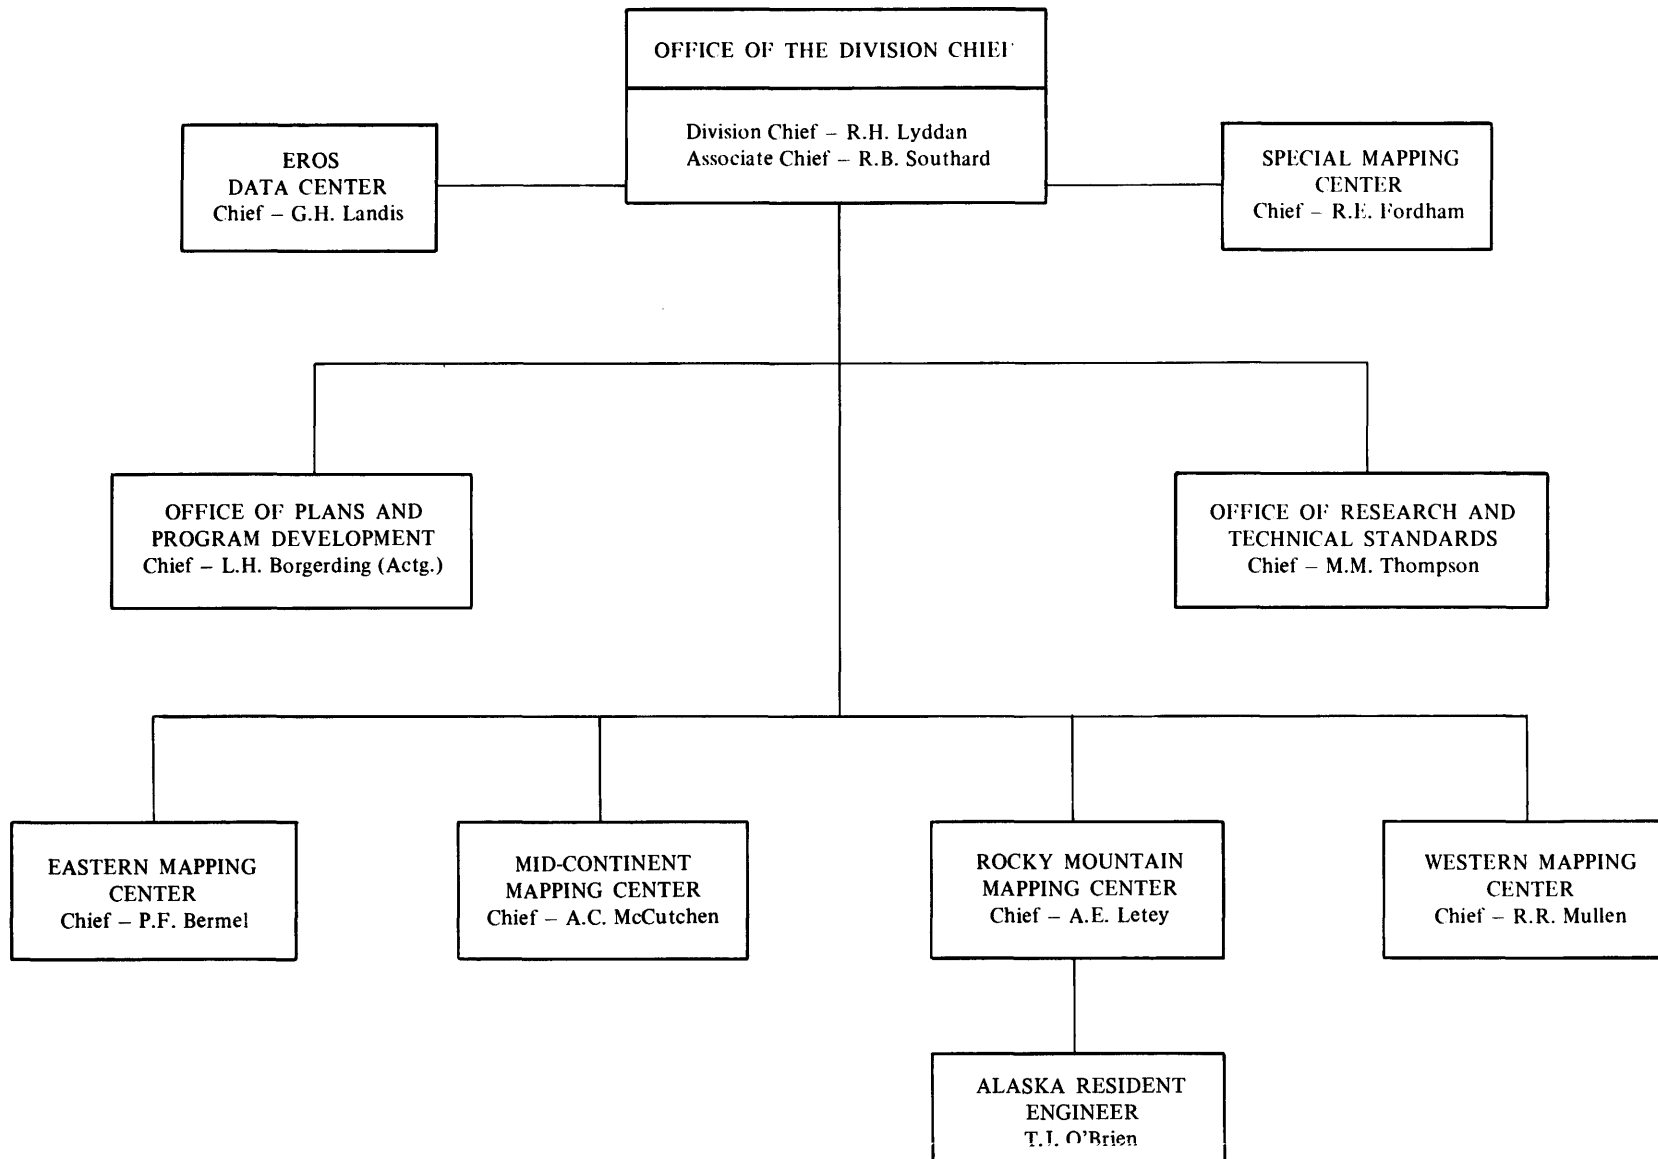 OFFICE OF THE DIVISION CHIEF
Division Chief – R.H. Lyddan
Associate Chief – R.B. Southard
EROS
DATA CENTER
Chief – G.H. Landis
SPECIAL MAPPING
CENTER
Chief – R.E. Fordham
OFFICE OF PLANS AND
PROGRAM DEVELOPMENT
Chief – L.H. Borgerding (Actg.)
OFFICE OF RESEARCH AND
TECHNICAL STANDARDS
Chief – M.M. Thompson
EASTERN MAPPING
CENTER
Chief – P.F. Bermel
MID-CONTINENT
MAPPING CENTER
Chief – A.C. McCutchen
ROCKY MOUNTAIN
MAPPING CENTER
Chief – A.E. Letey
WESTERN MAPPING
CENTER
Chief – R.R. Mullen
ALASKA RESIDENT
ENGINEER
O'Brien